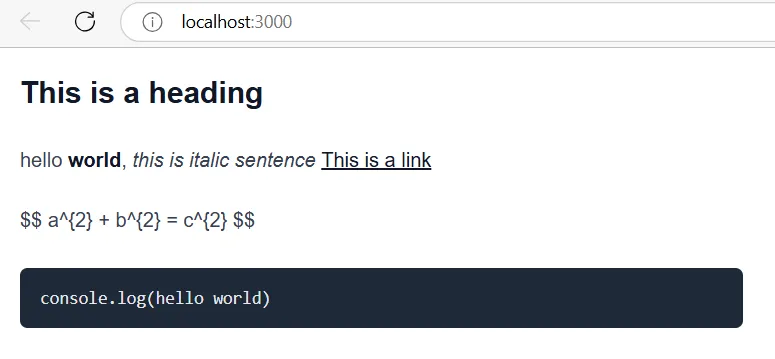 localhost:3000
This is a heading
hello world, this is italic sentence This is a link
$$ a^{2} + b^{2} = c^{2} $$
console.log(hello world)